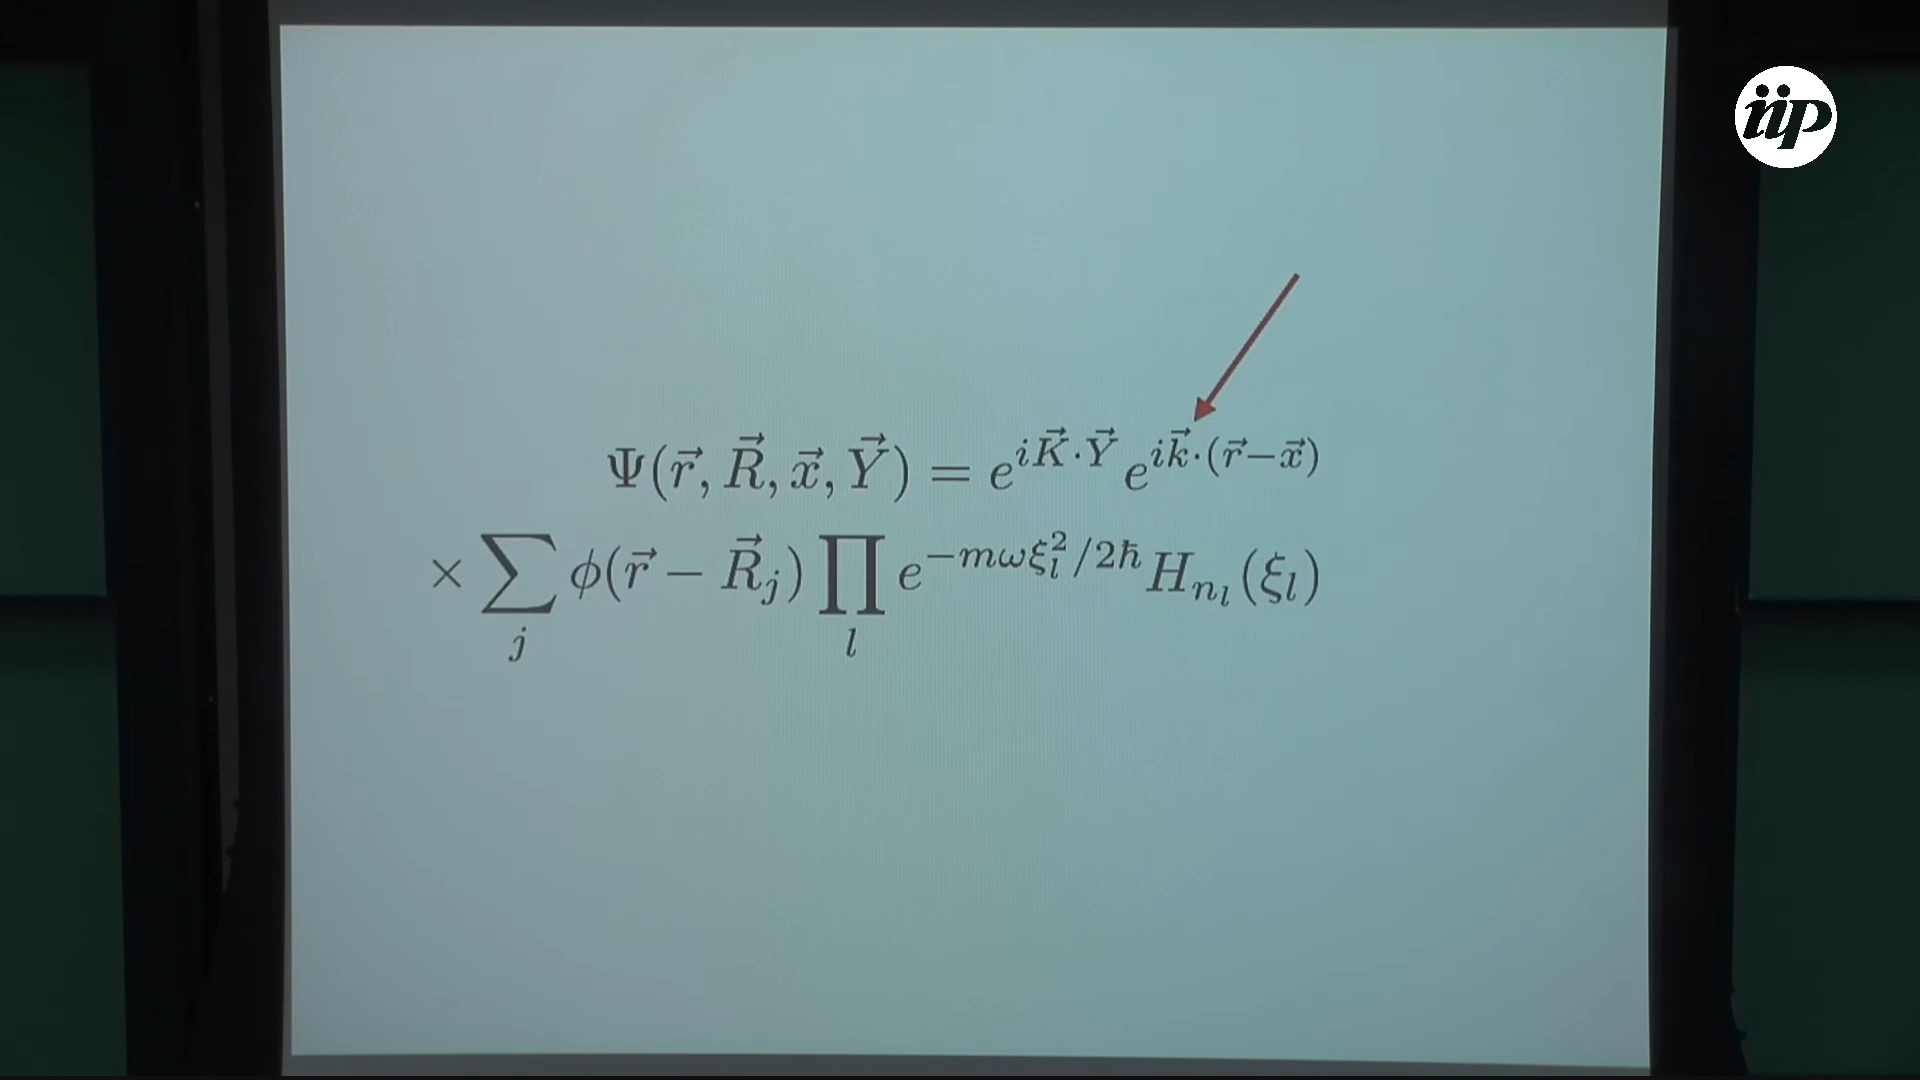 iip
Ψ(r⃗, R⃗, x⃗, Y⃗) = e^{iK⃗·Y⃗} e^{ik⃗·(r⃗−x⃗)}
× ∑_j ϕ(r⃗ − R⃗_j) ∏_l e^{−mωξ_l^2/2ħ} H_{n_l}(ξ_l)